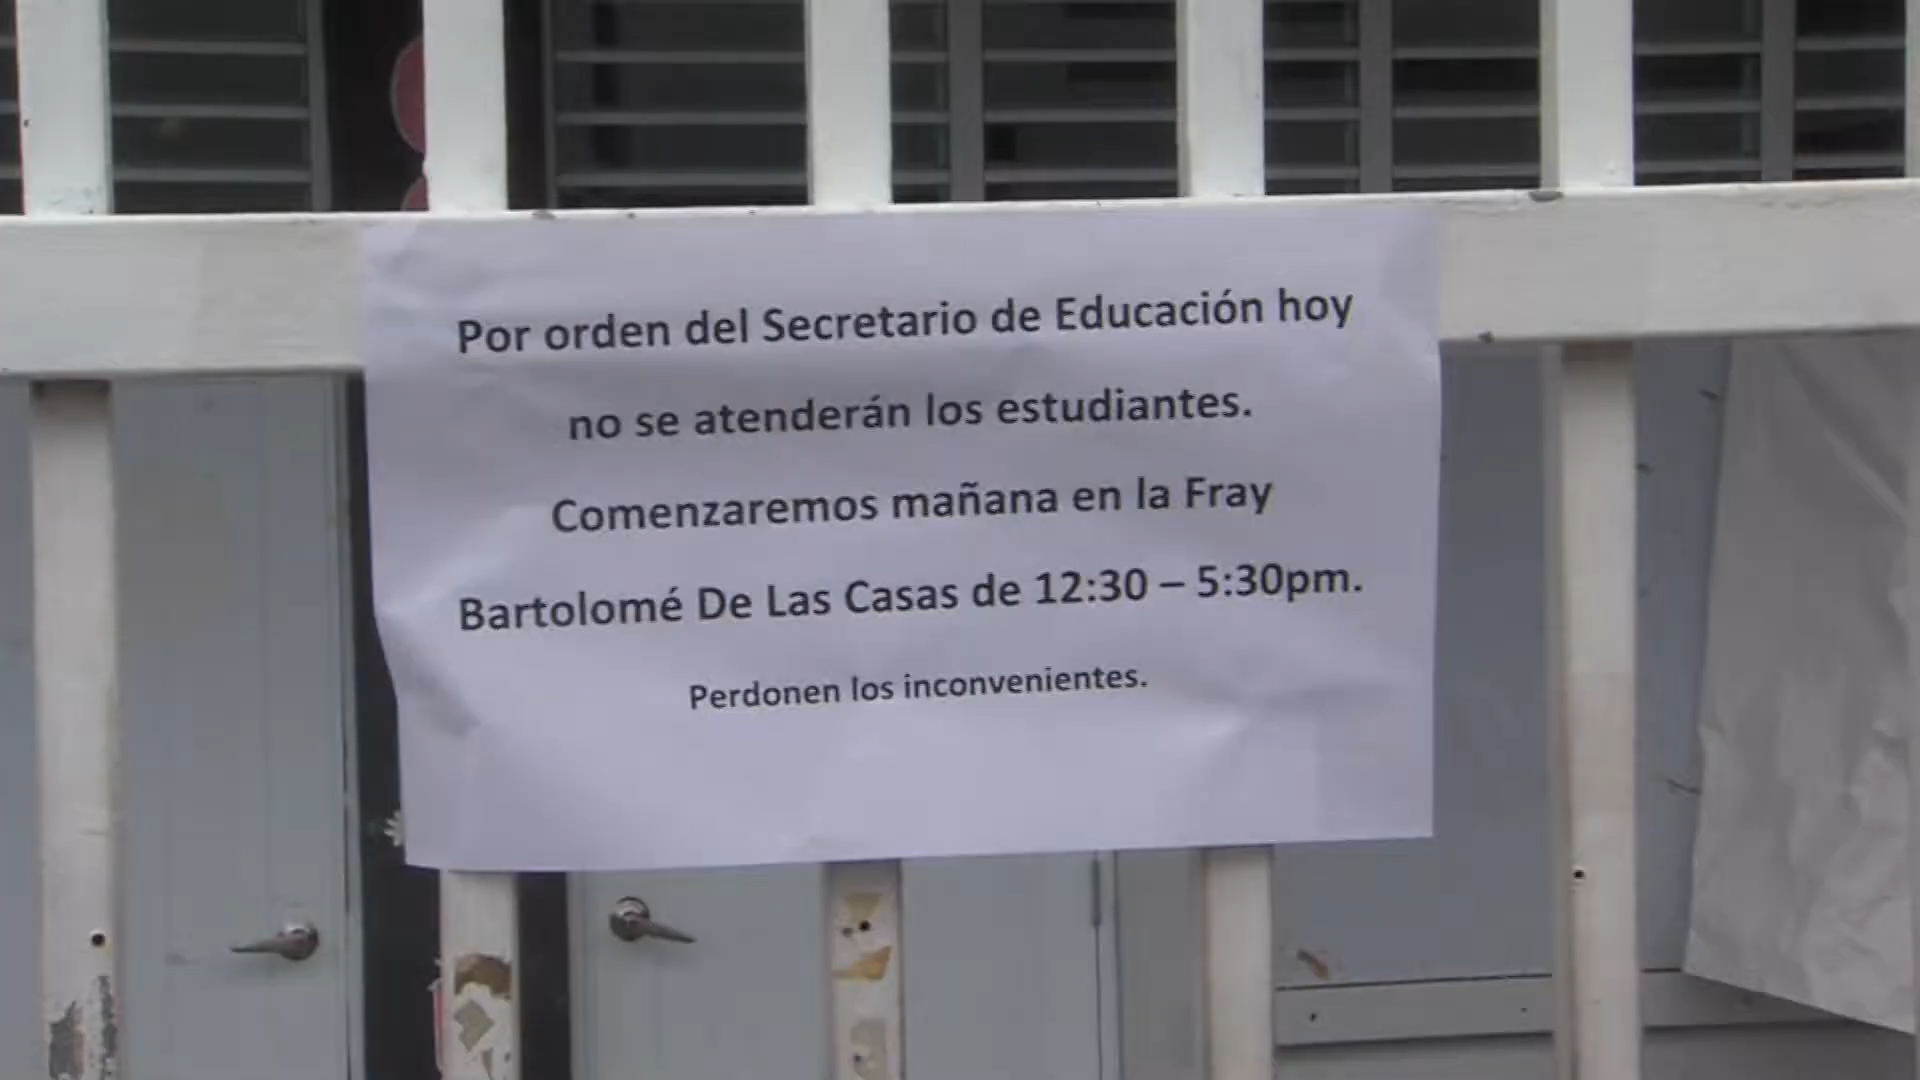 Por orden del Secretario de Educación hoy
no se atenderán los estudiantes.
Comenzaremos mañana en la Fray
Bartolomé De Las Casas de 12:30 – 5:30pm.
Perdonen los inconvenientes.